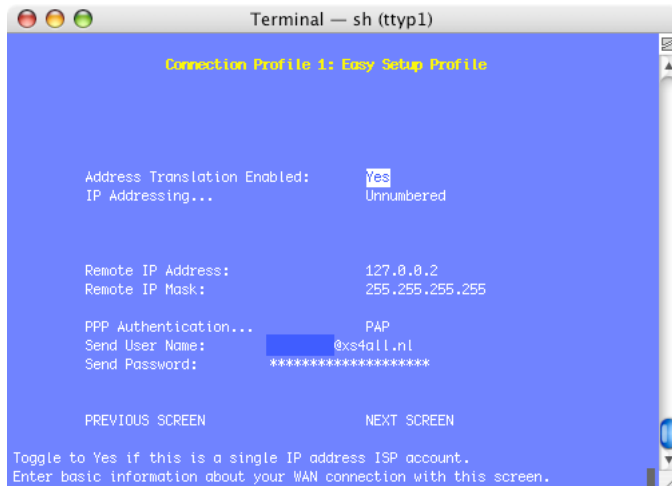 Terminal — sh (ttyp1)
Connection Profile 1: Easy Setup Profile
Address Translation Enabled: Yes
IP Addressing... Unnumbered
Remote IP Address: 127.0.0.2
Remote IP Mask: 255.255.255.255
PPP Authentication... PAP
Send User Name: @xs4all.nl
Send Password: ********************
PREVIOUS SCREEN NEXT SCREEN
Toggle to Yes if this is a single IP address ISP account.
Enter basic information about your WAN connection with this screen.